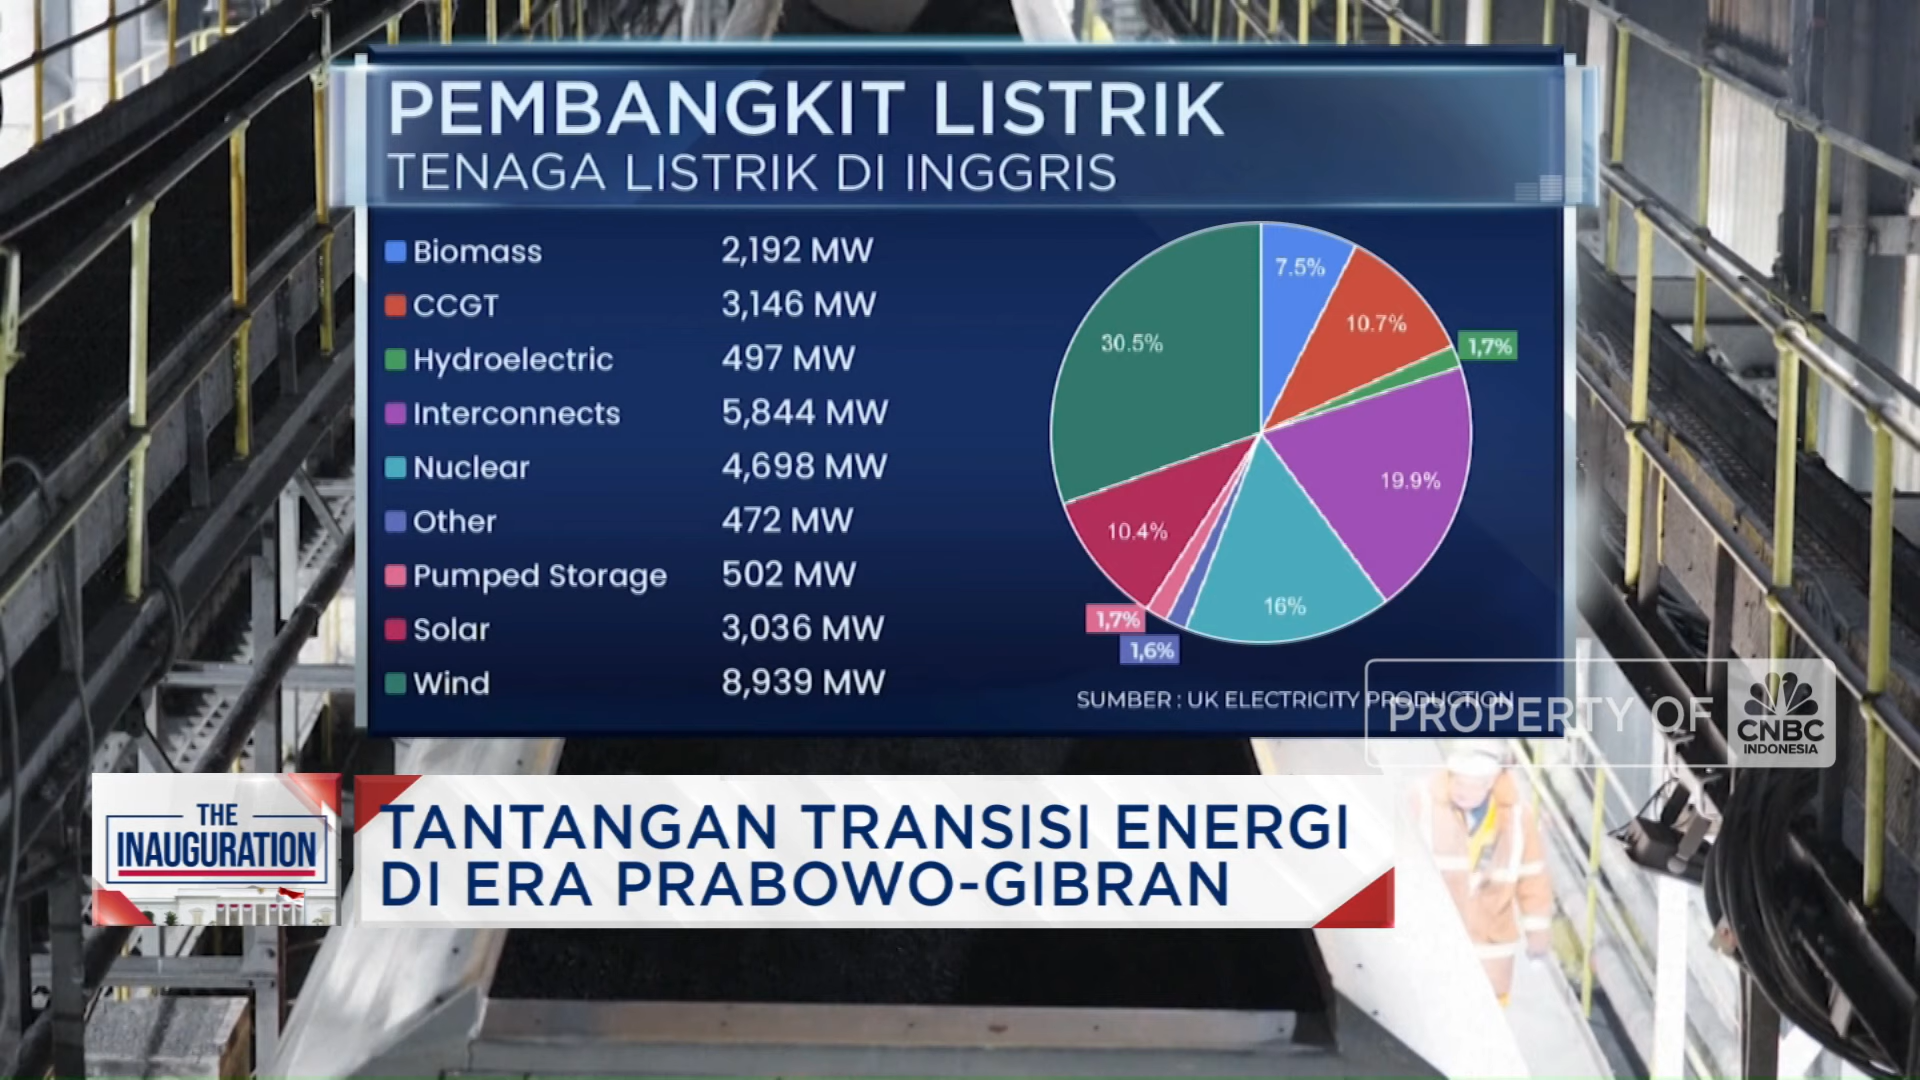 PEMBANGKIT LISTRIK
TENAGA LISTRIK DI INGGRIS
Biomass 2,192 MW
CCGT 3,146 MW
Hydroelectric 497 MW
Interconnects 5,844 MW
Nuclear 4,698 MW
Other 472 MW
Pumped Storage 502 MW
Solar 3,036 MW
Wind 8,939 MW
7.5%
10.7%
1,7%
30.5%
19.9%
10.4%
16%
1,7%
1,6%
SUMBER : UK ELECTRICITY PRODUCTION
PROPERTY OF
CNBC
INDONESIA
THE
INAUGURATION
TANTANGAN TRANSISI ENERGI
DI ERA PRABOWO-GIBRAN